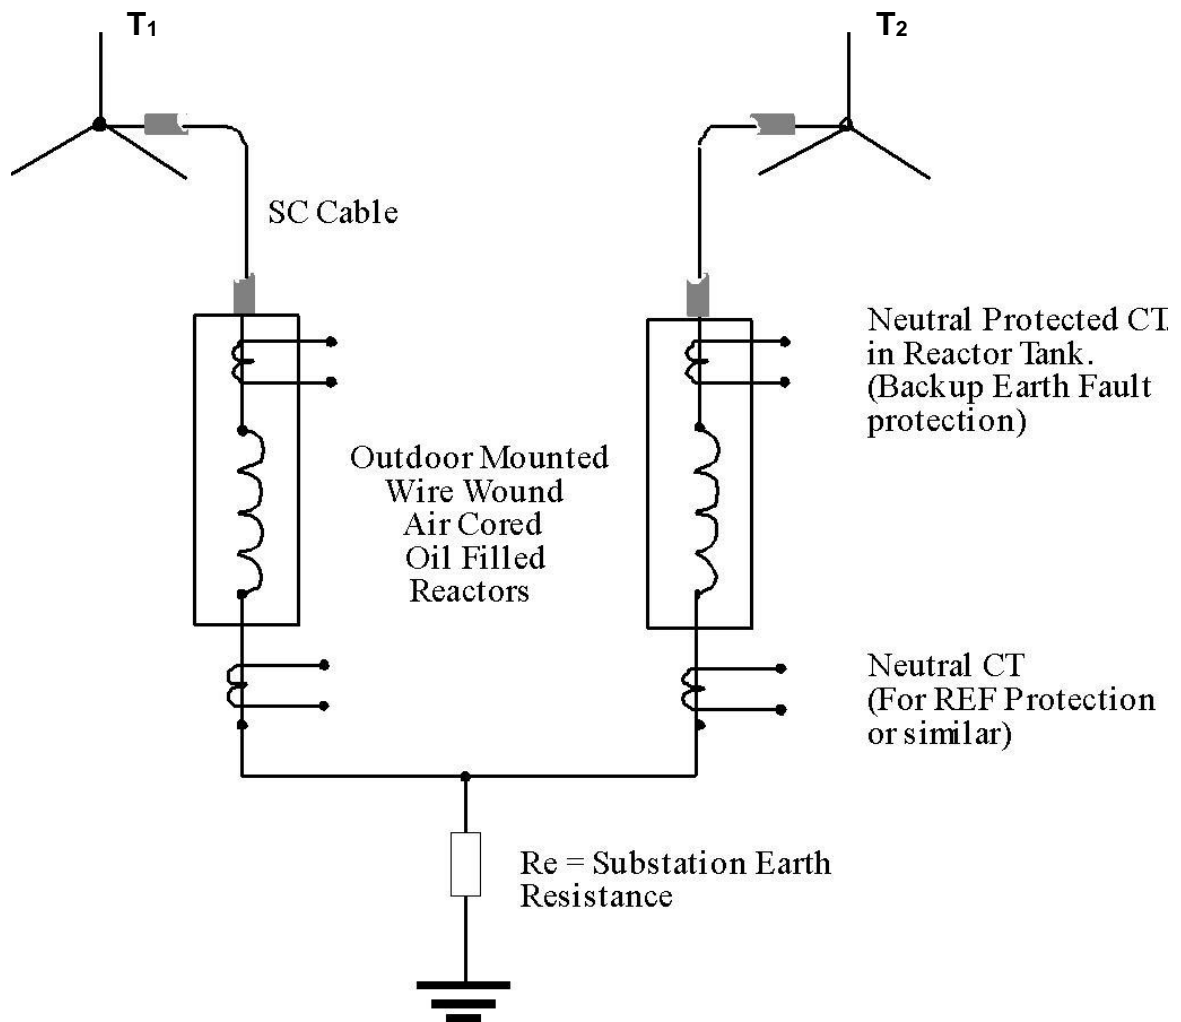 T1
T2
SC Cable
Neutral Protected CT.
in Reactor Tank.
(Backup Earth Fault
protection)
Outdoor Mounted
Wire Wound
Air Cored
Oil Filled
Reactors
Neutral CT
(For REF Protection
or similar)
Re = Substation Earth
Resistance